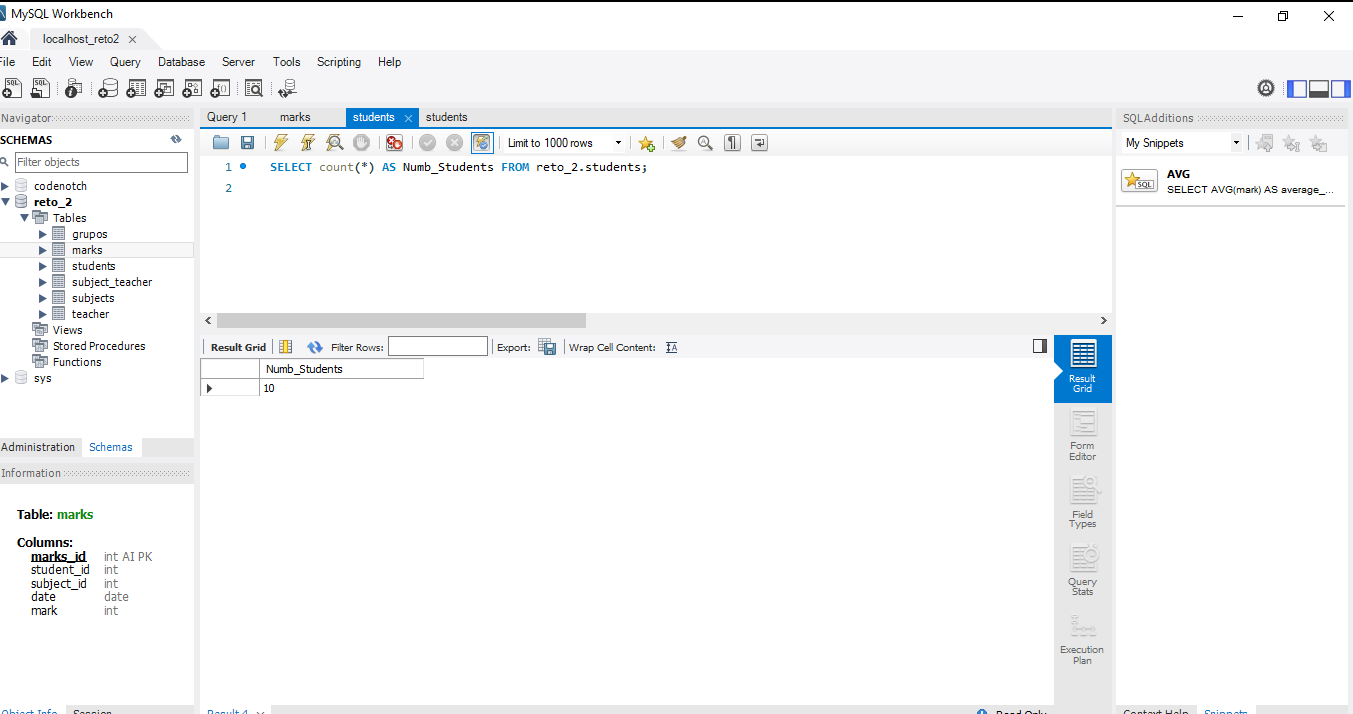 MySQL Workbench
localhost_reto2
File Edit View Query Database Server Tools Scripting Help
Navigator
SCHEMAS
Filter objects
codenotch
reto_2
Tables
grupos
marks
students
subject_teacher
subjects
teacher
Views
Stored Procedures
Functions
sys
Administration Schemas
Information
Table: marks
Columns:
marks_id int AI PK
student_id int
subject_id int
date date
mark int
Object Info Session
Query 1 marks students students
Limit to 1000 rows
1 SELECT count(*) AS Numb_Students FROM reto_2.students;
2
Result Grid Filter Rows: Export: Wrap Cell Content:
Numb_Students
10
Result
Grid
Form
Editor
Field
Types
Query
Stats
Execution
Plan
Result 4 Read Only
SQLAdditions
My Snippets
AVG
SELECT AVG(mark) AS average_...
Context Help Snippets